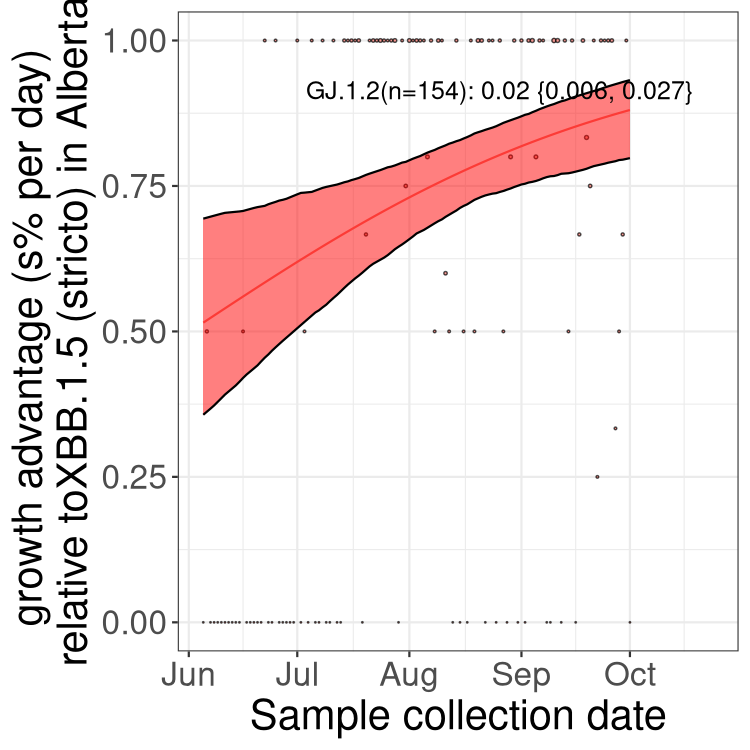 growth advantage (s% per day)
relative toXBB.1.5 (stricto) in Alberta
1.00
0.75
0.50
0.25
0.00
GJ.1.2(n=154): 0.02 {0.006, 0.027}
Jun Jul Aug Sep Oct
Sample collection date